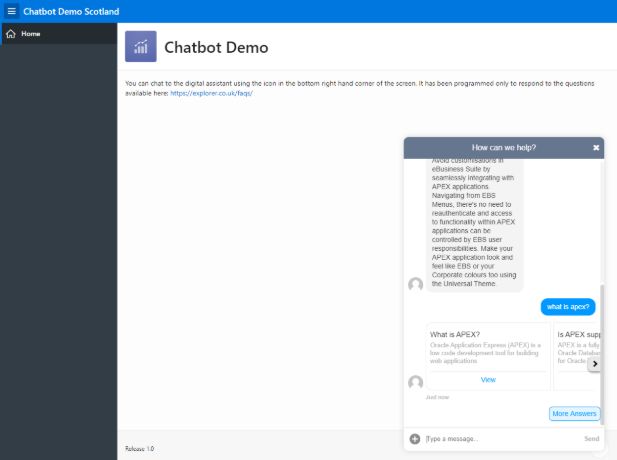 Chatbot Demo Scotland
Home
Chatbot Demo
You can chat to the digital assistant using the icon in the bottom right hand corner of the screen. It has been programmed only to respond to the questions
available here: https://explorer.co.uk/faqs/
How can we help?
Avoid customisations in
eBusiness Suite by
seamlessly integrating with
APEX applications.
Navigating from EBS
Menus, there's no need to
reauthenticate and access
to functionality within APEX
applications can be
controlled by EBS user
responsibilities. Make your
APEX application look and
feel like EBS or your
Corporate colours too using
the Universal Theme.
what is apex?
What is APEX?
Oracle Application Express (APEX) is a
low code development tool for building
web applications
View
Is APEX supp
APEX is a fully
Oracle Databas
for Oracle
Just now
More Answers
Type a message...
Send
Release 1.0